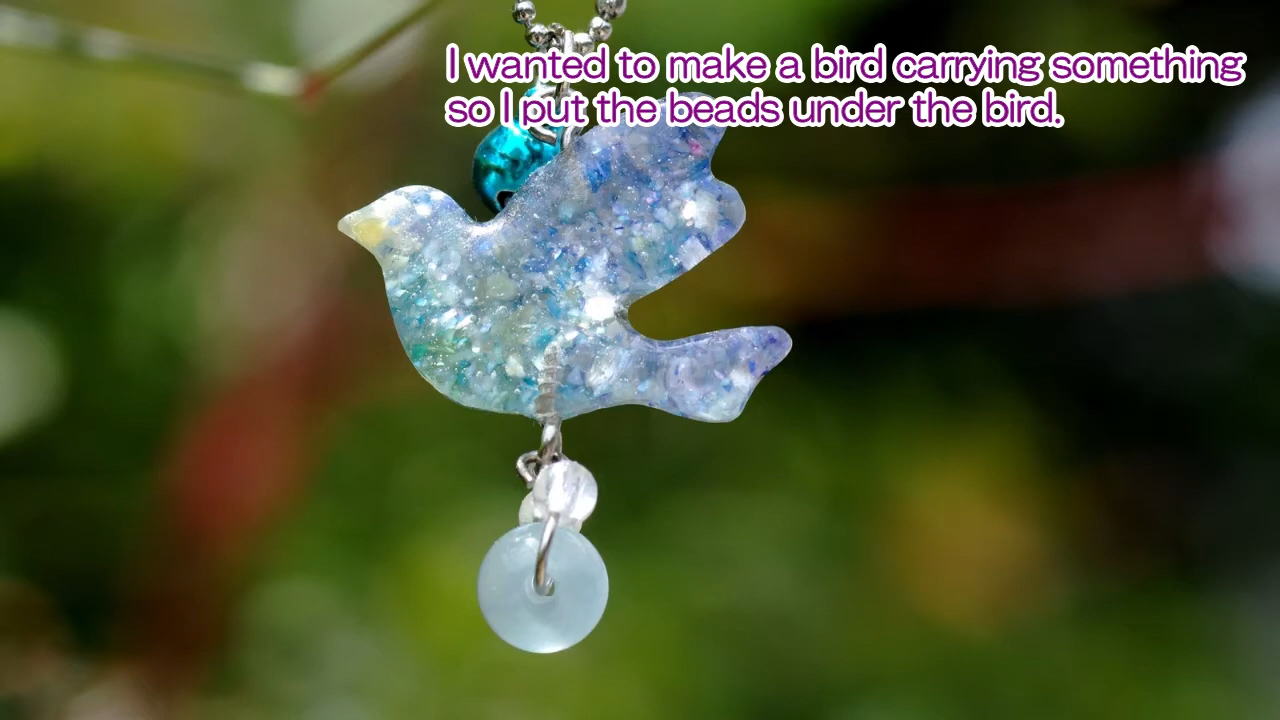 I wanted to make a bird carrying something
so I put the beads under the bird.